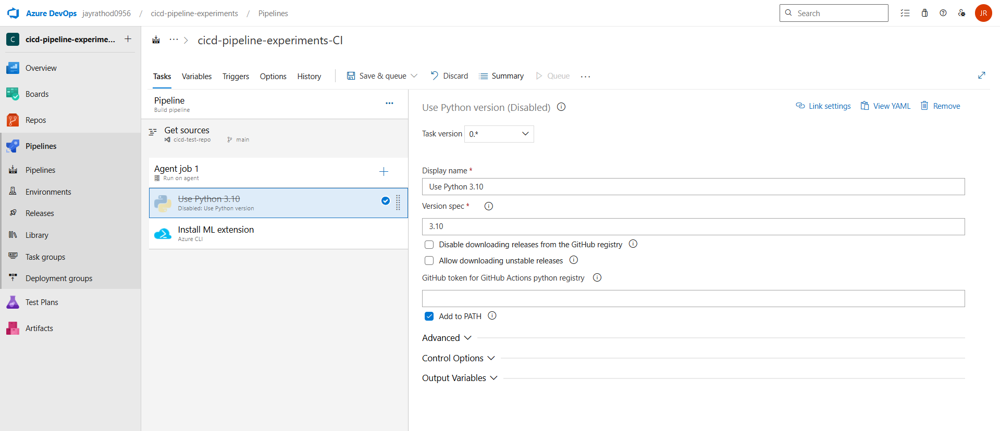 Azure DevOps jayrathod0956 / cicd-pipeline-experiments / Pipelines
Search
JR
C cicd-pipeline-experime...
Overview
Boards
Repos
Pipelines
Pipelines
Environments
Releases
Library
Task groups
Deployment groups
Test Plans
Artifacts
cicd-pipeline-experiments-CI
Tasks Variables Triggers Options History Save & queue Discard Summary Queue
Pipeline
Build pipeline
Get sources
cicd-test-repo main
Agent job 1
Run on agent
Use Python 3.10
Disabled: Use Python version
Install ML extension
Azure CLI
Use Python version (Disabled)
Link settings View YAML Remove
Task version 0.*
Display name *
Use Python 3.10
Version spec *
3.10
Disable downloading releases from the GitHub registry
Allow downloading unstable releases
GitHub token for GitHub Actions python registry
Add to PATH
Advanced
Control Options
Output Variables